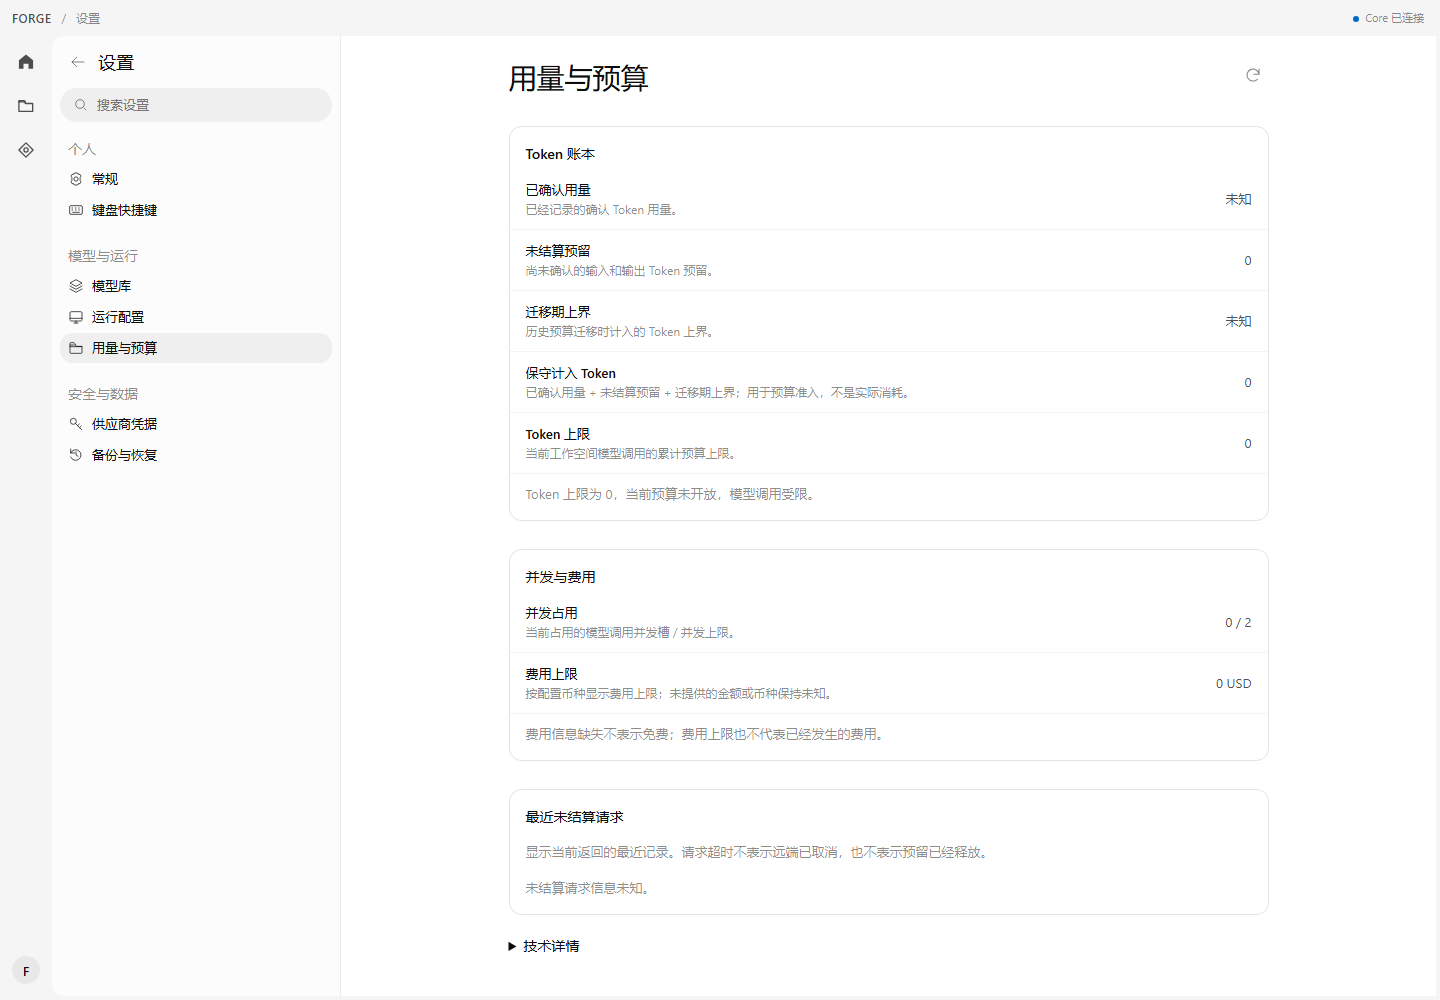 FORGE / 设置
Core 已连接
设置
搜索设置
个人
常规
键盘快捷键
模型与运行
模型库
运行配置
用量与预算
安全与数据
供应商凭据
备份与恢复
F
用量与预算
Token 账本
已确认用量
已经记录的确认 Token 用量。
未知
未结算预留
尚未确认的输入和输出 Token 预留。
0
迁移期上界
历史预算迁移时计入的 Token 上界。
未知
保守计入 Token
已确认用量 + 未结算预留 + 迁移期上界；用于预算准入，不是实际消耗。
0
Token 上限
当前工作空间模型调用的累计预算上限。
0
Token 上限为 0，当前预算未开放，模型调用受限。
并发与费用
并发占用
当前占用的模型调用并发槽 / 并发上限。
0 / 2
费用上限
按配置币种显示费用上限；未提供的金额或币种保持未知。
0 USD
费用信息缺失不表示免费；费用上限也不代表已经发生的费用。
最近未结算请求
显示当前返回的最近记录。请求超时不表示远端已取消，也不表示预留已经释放。
未结算请求信息未知。
技术详情